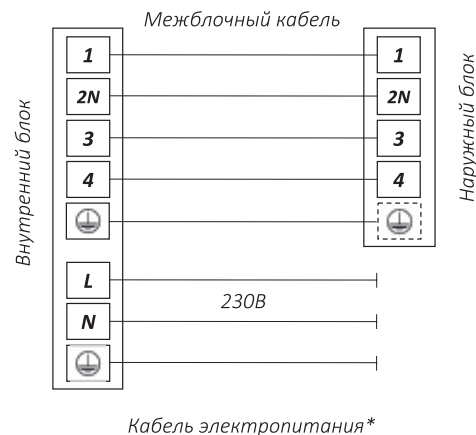 Межблочный кабель
Внутренний блок
1
2N
3
4
L
N
230В
1
2N
3
4
Наружный блок
Кабель электропитания*